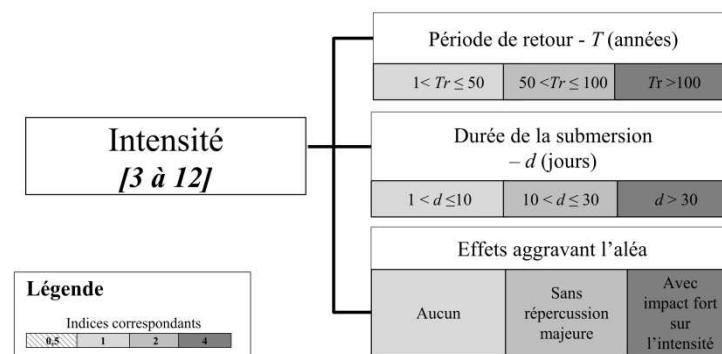 Période de retour - T (années)
1< Tr ≤ 50
50 <Tr ≤ 100
Tr >100
Intensité
[3 à 12]
Durée de la submersion
– d (jours)
1 < d ≤10
10 < d ≤ 30
d > 30
Effets aggravant l’aléa
Aucun
Sans
répercussion
majeure
Avec
impact fort
sur
l’intensité
Légende
Indices correspondants
0,5 1 2 4